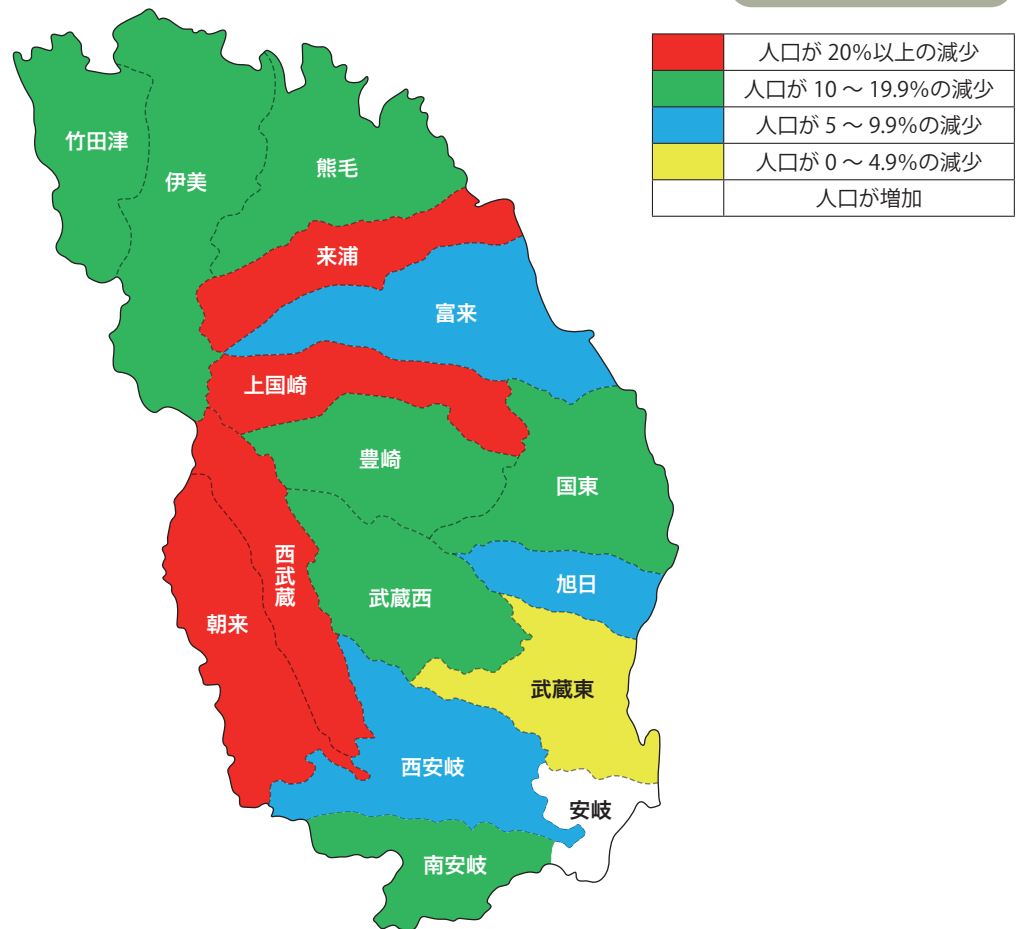 人口が 20%以上の減少
人口が 10 ～ 19.9%の減少
人口が 5 ～ 9.9%の減少
人口が 0 ～ 4.9%の減少
人口が増加
竹田津
伊美
熊毛
来浦
富来
上国崎
豊崎
国東
西武蔵
旭日
武蔵西
朝来
武蔵東
西安岐
安岐
南安岐